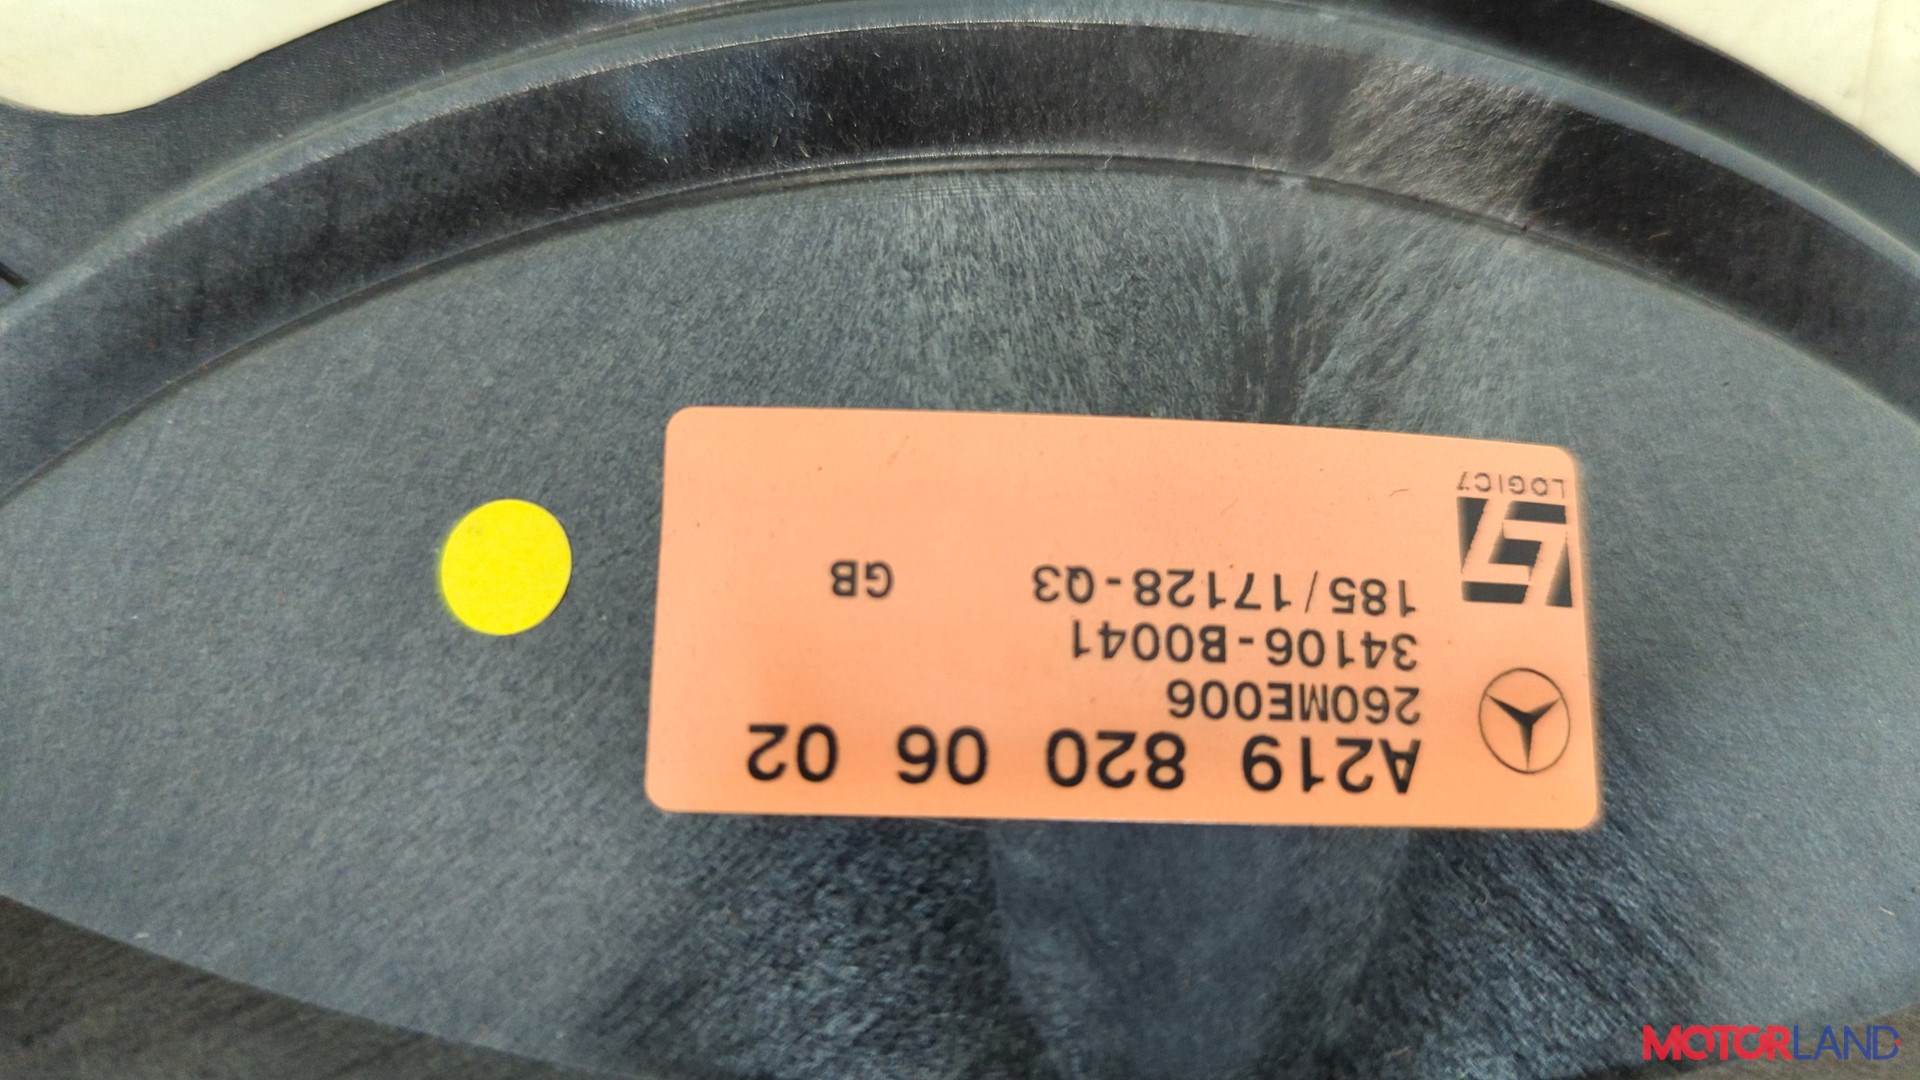 A219 820 06 02
260ME006
34106-B0041
185/17128-Q3 GB
LOGIC7
MOTORLAND